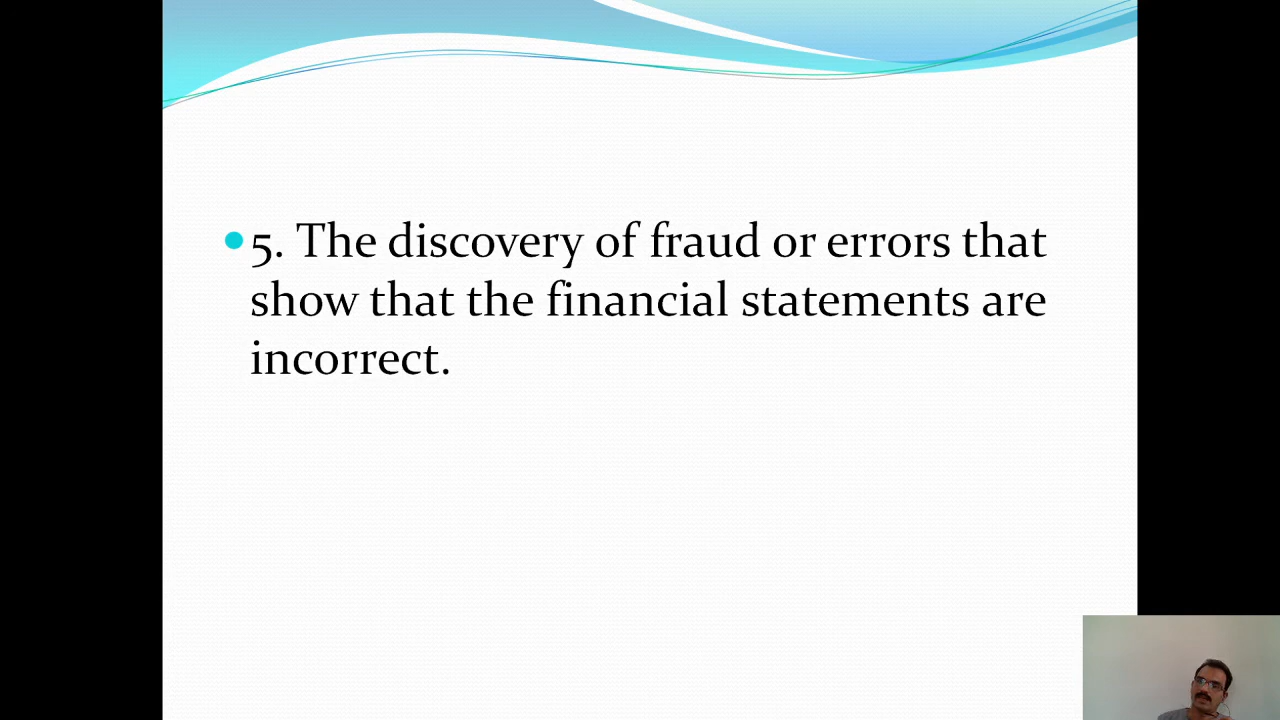 5. The discovery of fraud or errors that
show that the financial statements are
incorrect.